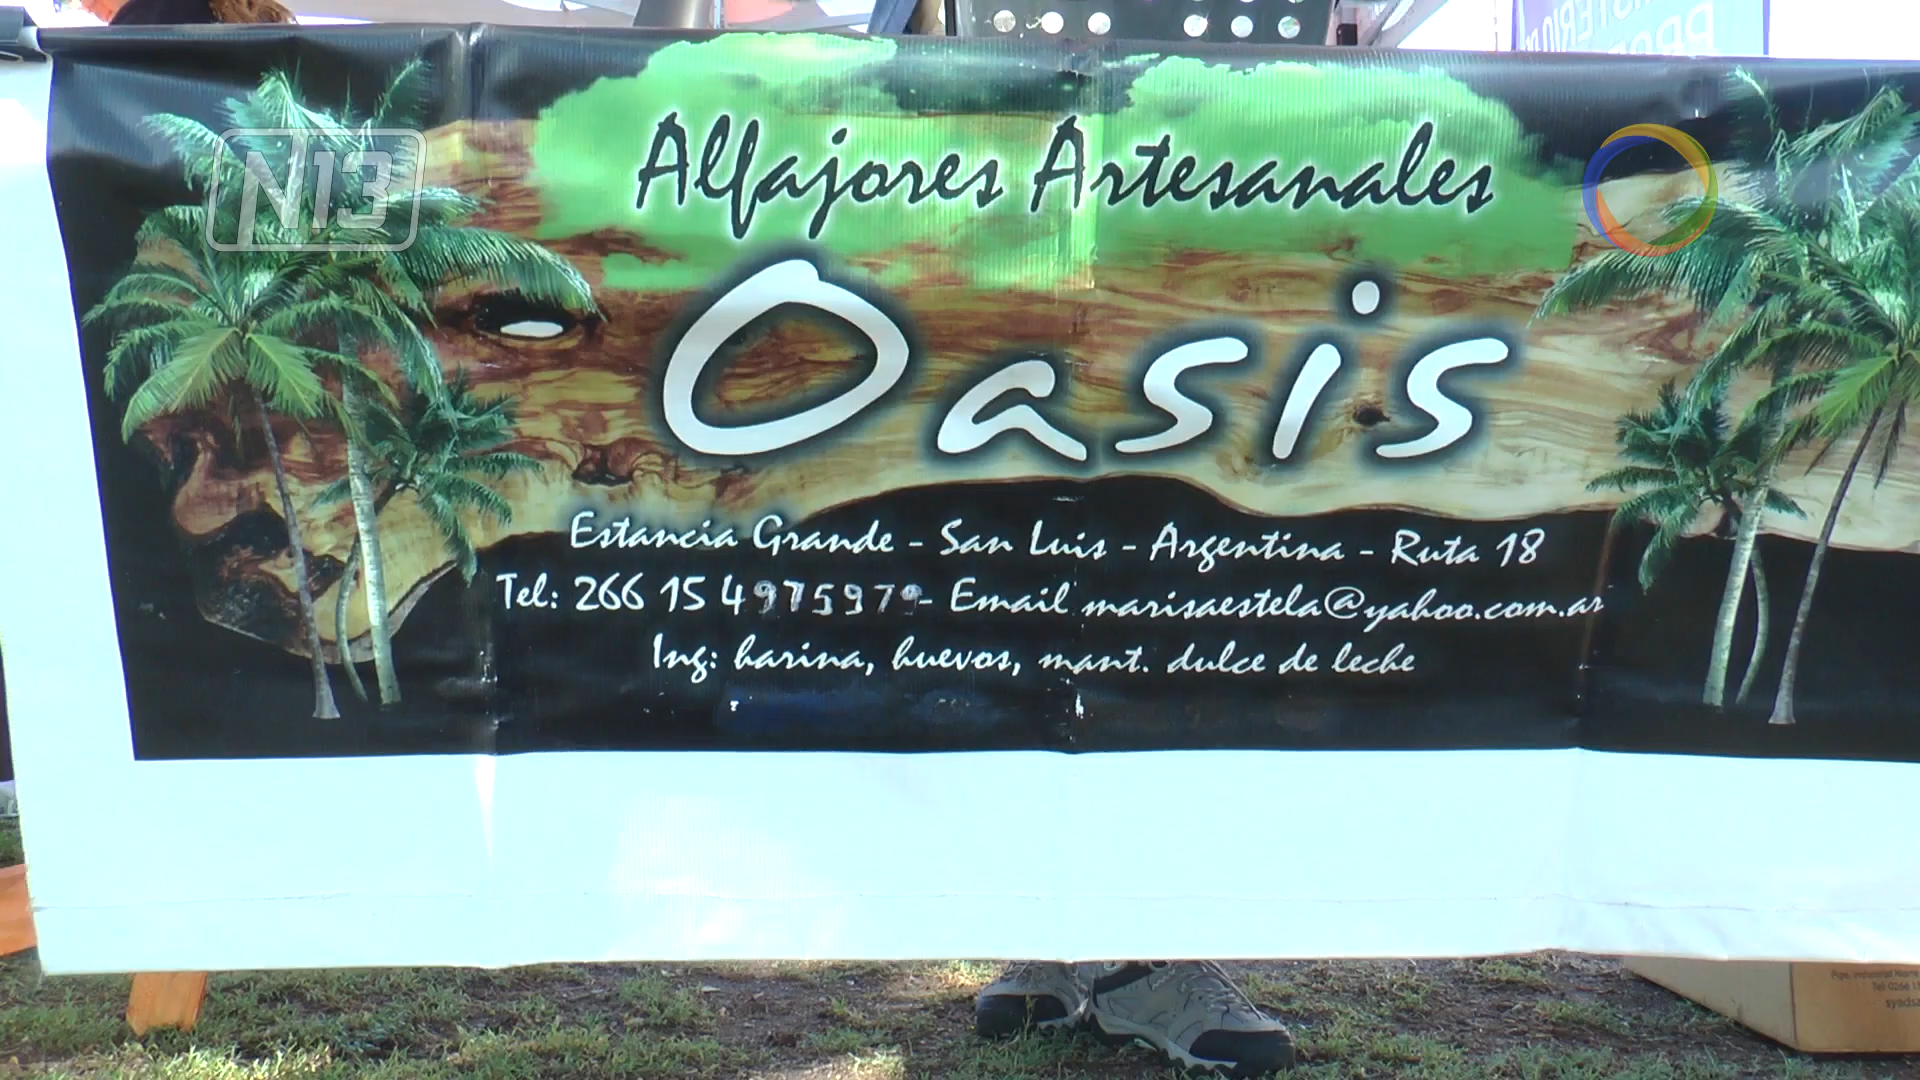 N13
Alfajores Artesanales
Oasis
Estancia Grande - San Luis - Argentina - Ruta 18
Tel: 266 15 4975979 - Email marisaestela@yahoo.com.ar
Ing: harina, huevos, mant. dulce de leche